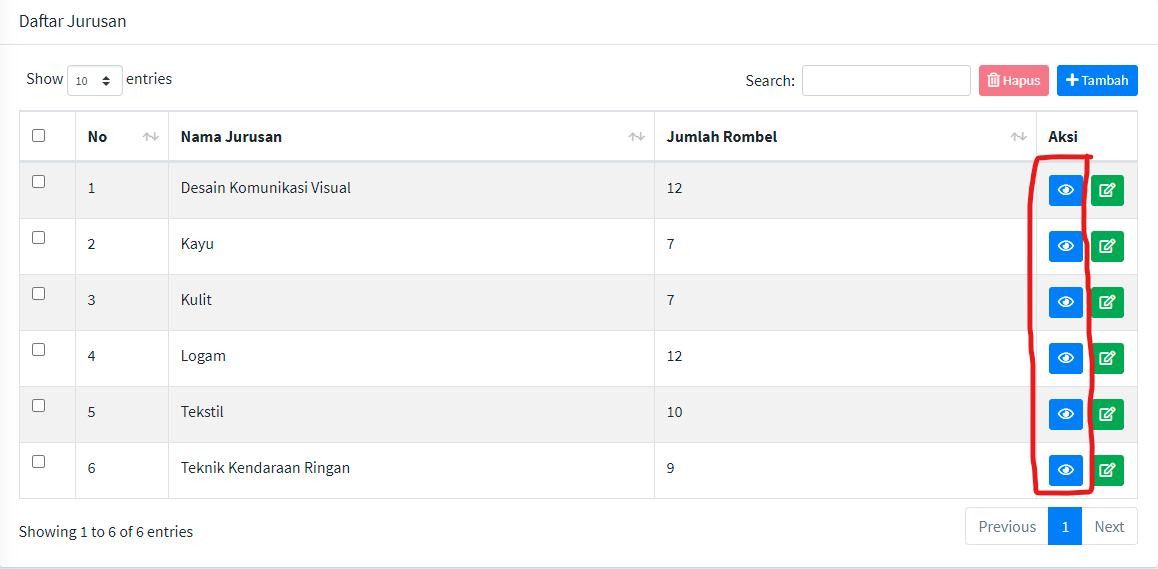 Daftar Jurusan
Show 10 entries Search: Hapus Tambah
No Nama Jurusan Jumlah Rombel Aksi
1 Desain Komunikasi Visual 12
2 Kayu 7
3 Kulit 7
4 Logam 12
5 Tekstil 10
6 Teknik Kendaraan Ringan 9
Showing 1 to 6 of 6 entries Previous 1 Next